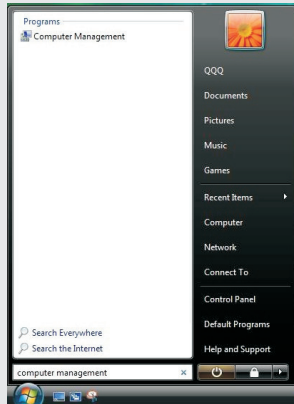 Programs
Computer Management
Search Everywhere
Search the Internet
computer management
QQQ
Documents
Pictures
Music
Games
Recent Items
Computer
Network
Connect To
Control Panel
Default Programs
Help and Support